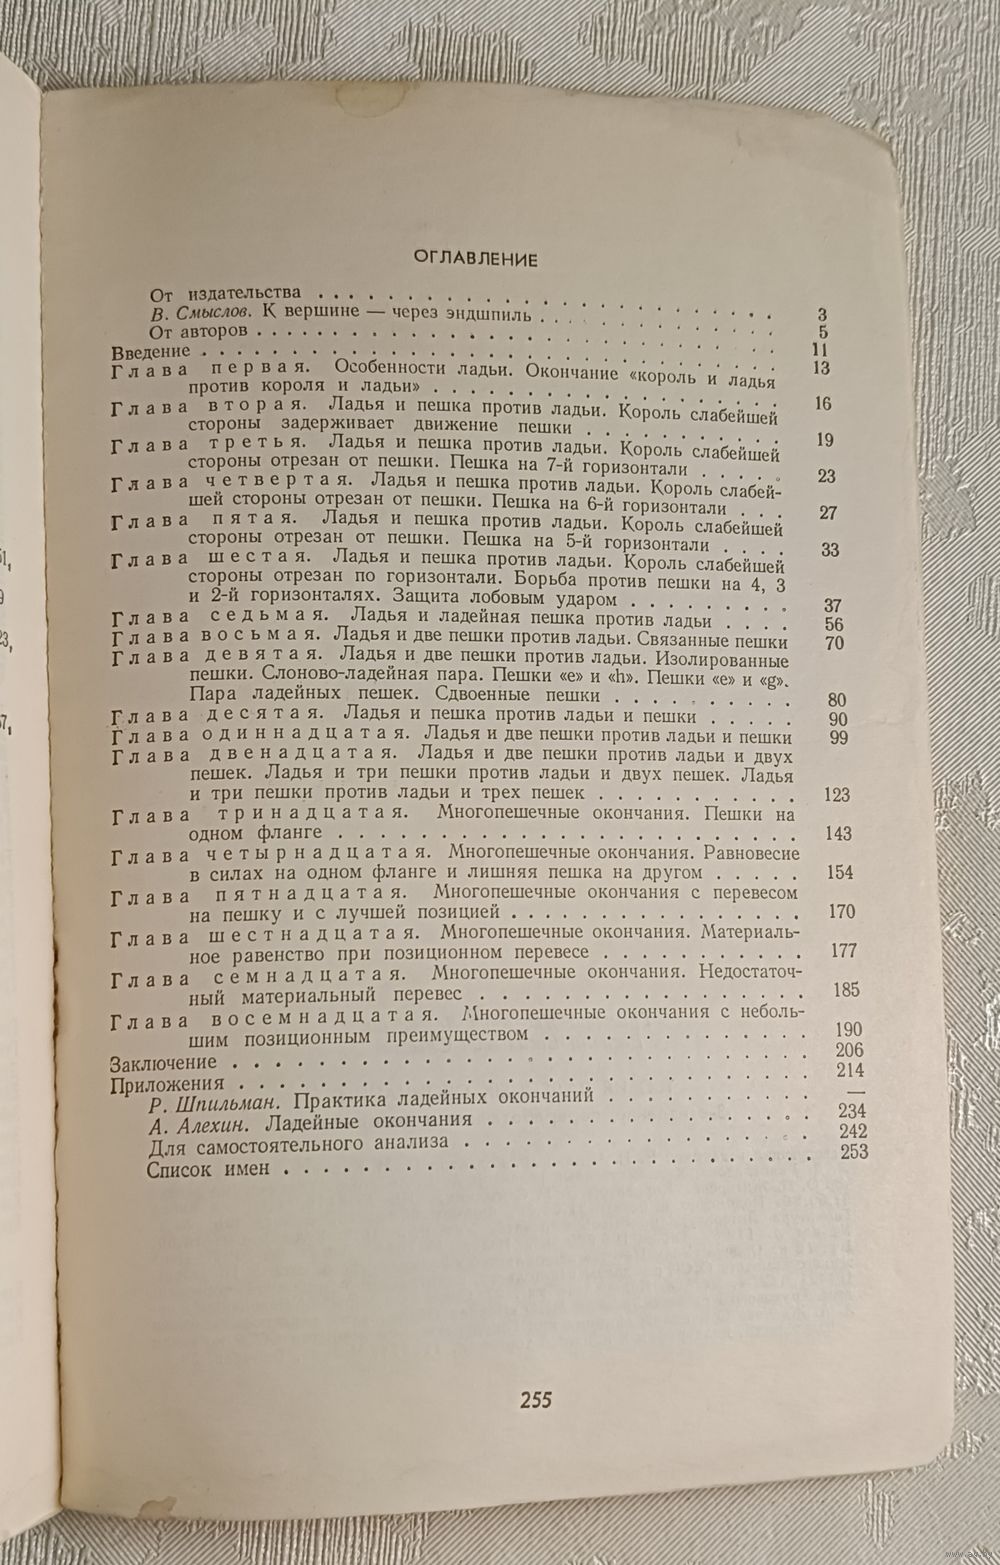 ОГЛАВЛЕНИЕ
От издательства . . . . . . . . . . . . . . . . . . . . 3
В. Смыслов. К вершине — через эндшпиль . . . . . . . . . . 5
От авторов . . . . . . . . . . . . . . . . . . . . . . 11
Введение . . . . . . . . . . . . . . . . . . . . . . . 13
Глава первая. Особенности ладьи. Окончание «король и ладья
против короля и ладьи» . . . . . . . . . . . . . . . 16
Глава вторая. Ладья и пешка против ладьи. Король слабейшей
стороны задерживает движение пешки . . . . . . . . . 19
Глава третья. Ладья и пешка против ладьи. Король слабейшей
стороны отрезан от пешки. Пешка на 7-й горизонтали . . . . . 23
Глава четвертая. Ладья и пешка против ладьи. Король слабей-
шей стороны отрезан от пешки. Пешка на 6-й горизонтали . . . 27
Глава пятая. Ладья и пешка против ладьи. Король слабейшей
стороны отрезан от пешки. Пешка на 5-й горизонтали . . . . 33
Глава шестая. Ладья и пешка против ладьи. Король слабейшей
стороны отрезан по горизонтали. Борьба против пешки на 4, 3
и 2-й горизонталях. Защита лобовым ударом . . . . . . . . . 37
Глава седьмая. Ладья и ладейная пешка против ладьи . . . . 56
Глава восьмая. Ладья и две пешки против ладьи. Связанные пешки 70
Глава девятая. Ладья и две пешки против ладьи. Изолированные
пешки. Слоново-ладейная пара. Пешки «e» и «h». Пешки «e» и «g».
Пара ладейных пешек. Сдвоенные пешки . . . . . . . . . . 80
Глава десятая. Ладья и пешка против ладьи и пешки . . . . . 90
Глава одиннадцатая. Ладья и две пешки против ладьи и пешки 99
Глава двенадцатая. Ладья и две пешки против ладьи и двух
пешек. Ладья и три пешки против ладьи и двух пешек. Ладья
и три пешки против ладьи и трех пешек . . . . . . . . . . . 123
Глава тринадцатая. Многопешечные окончания. Пешки на
одном фланге . . . . . . . . . . . . . . . . . . . . . 143
Глава четырнадцатая. Многопешечные окончания. Равновесие
в силах на одном фланге и лишняя пешка на другом . . . . . 154
Глава пятнадцатая. Многопешечные окончания с перевесом
на пешку и с лучшей позицией . . . . . . . . . . . . . . . 170
Глава шестнадцатая. Многопешечные окончания. Материаль-
ное равенство при позиционном перевесе . . . . . . . . . . 177
Глава семнадцатая. Многопешечные окончания. Недостаточ-
ный материальный перевес . . . . . . . . . . . . . . . . 185
Глава восемнадцатая. Многопешечные окончания с неболь-
шим позиционным преимуществом . . . . . . . . . . . . 190
Заключение . . . . . . . . . . . . . . . . . . . . . . . 206
Приложения . . . . . . . . . . . . . . . . . . . . . . . 214
Р. Шпильман. Практика ладейных окончаний . . . . . . . . . —
А. Алехин. Ладейные окончания . . . . . . . . . . . . . . 234
Для самостоятельного анализа . . . . . . . . . . . . . . . 242
Список имен . . . . . . . . . . . . . . . . . . . . . . . 253
255